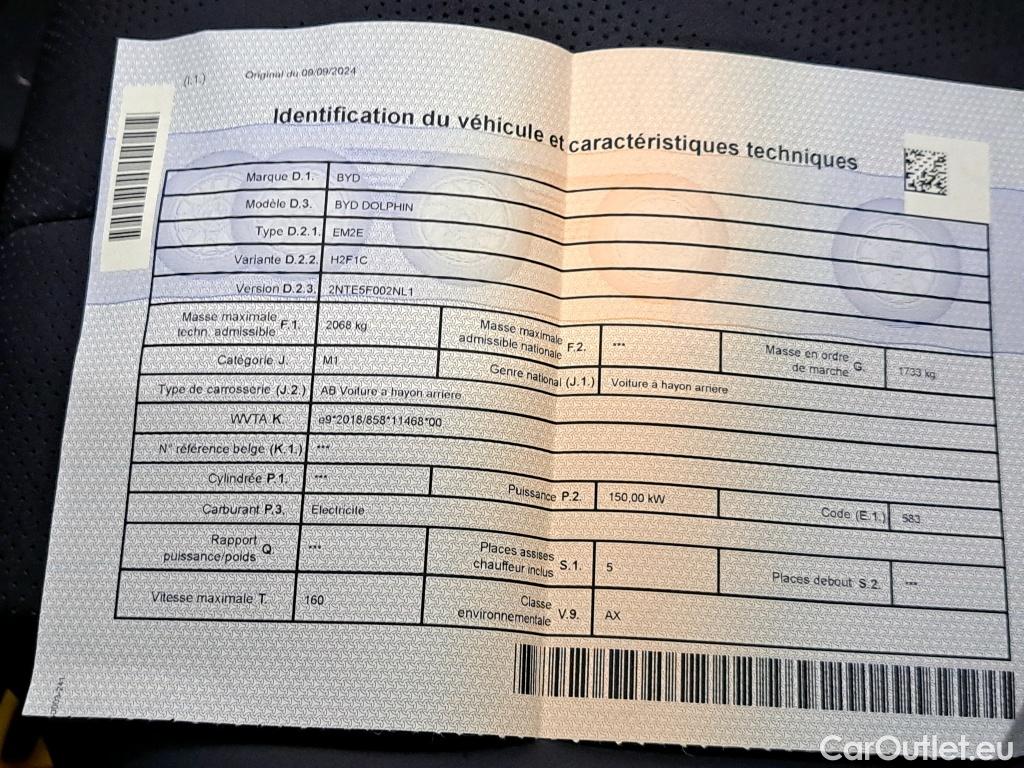 (I.1.) Original du 09/09/2024
Identification du véhicule et caractéristiques techniques
Marque D.1. BYD
Modèle D.3. BYD DOLPHIN
Type D.2.1. EM2E
Variante D.2.2. H2F1C
Version D.2.3. 2NTE5F002NL1
Masse maximale
techn. admissible F.1. 2068 kg
Masse maximale
admissible nationale F.2. ***
Masse en ordre
de marche G. 1733 kg
Catégorie J. M1 Genre national (J.1.) Voiture à hayon arrière
Type de carrosserie (J.2.) AB Voiture a hayon arriere
WVTA K. e9*2018/858*11468*00
N° référence belge (K.1.) ***
Cylindrée P.1. *** Puissance P.2. 150,00 kW Code (E.1.) 583
Carburant P.3. Electricite
Rapport
puissance/poids Q. ***
Places assises
chauffeur inclus S.1. 5
Places debout S.2. ***
Vitesse maximale T. 160
Classe
environnementale V.9. AX
CarOutlet.eu